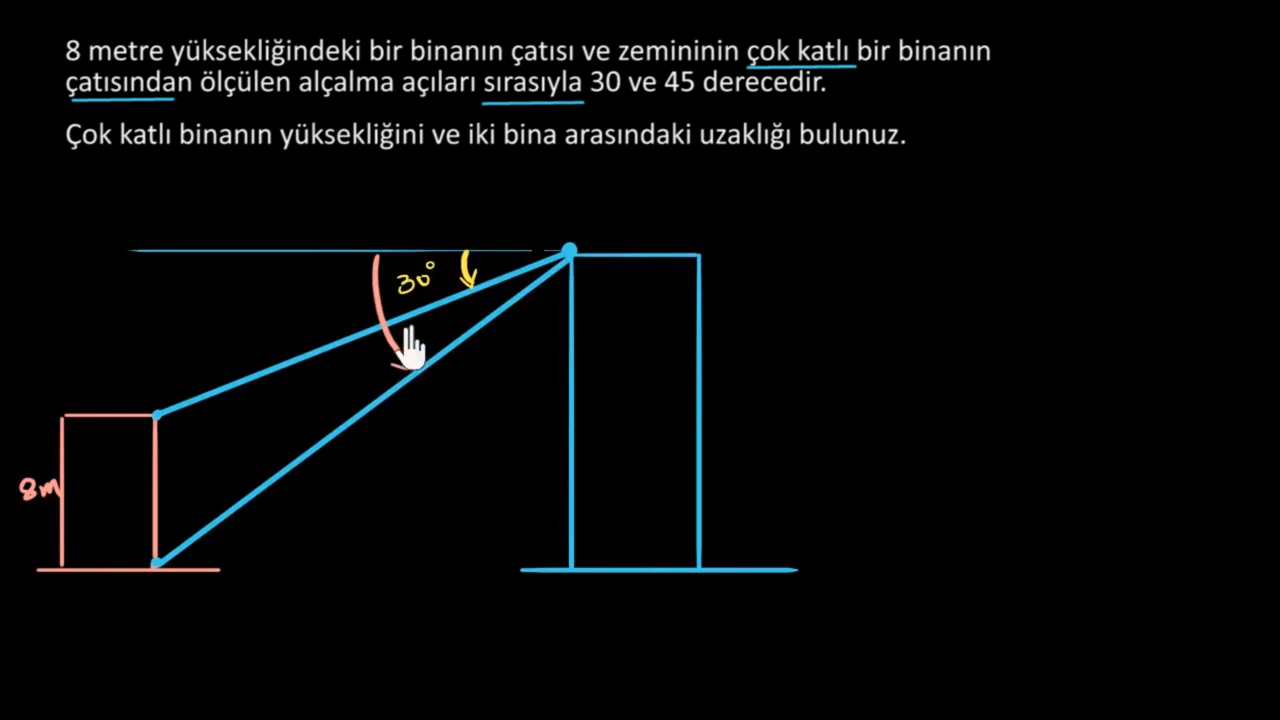 8 metre yüksekliğindeki bir binanın çatısı ve zemininin çok katlı bir binanın
çatısından ölçülen alçalma açıları sırasıyla 30 ve 45 derecedir.
Çok katlı binanın yüksekliğini ve iki bina arasındaki uzaklığı bulunuz.
30°
8m